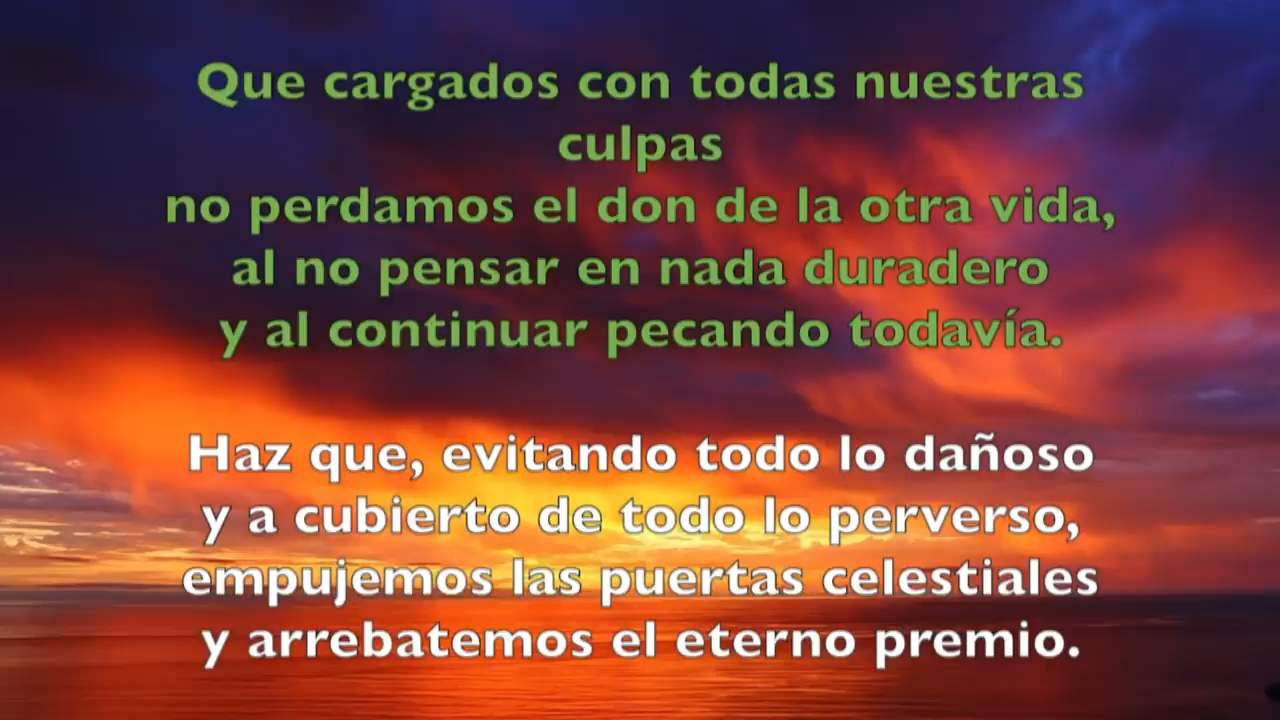 Que cargados con todas nuestras
culpas
no perdamos el don de la otra vida,
al no pensar en nada duradero
y al continuar pecando todavía.
Haz que, evitando todo lo dañoso
y a cubierto de todo lo perverso,
empujemos las puertas celestiales
y arrebatemos el eterno premio.